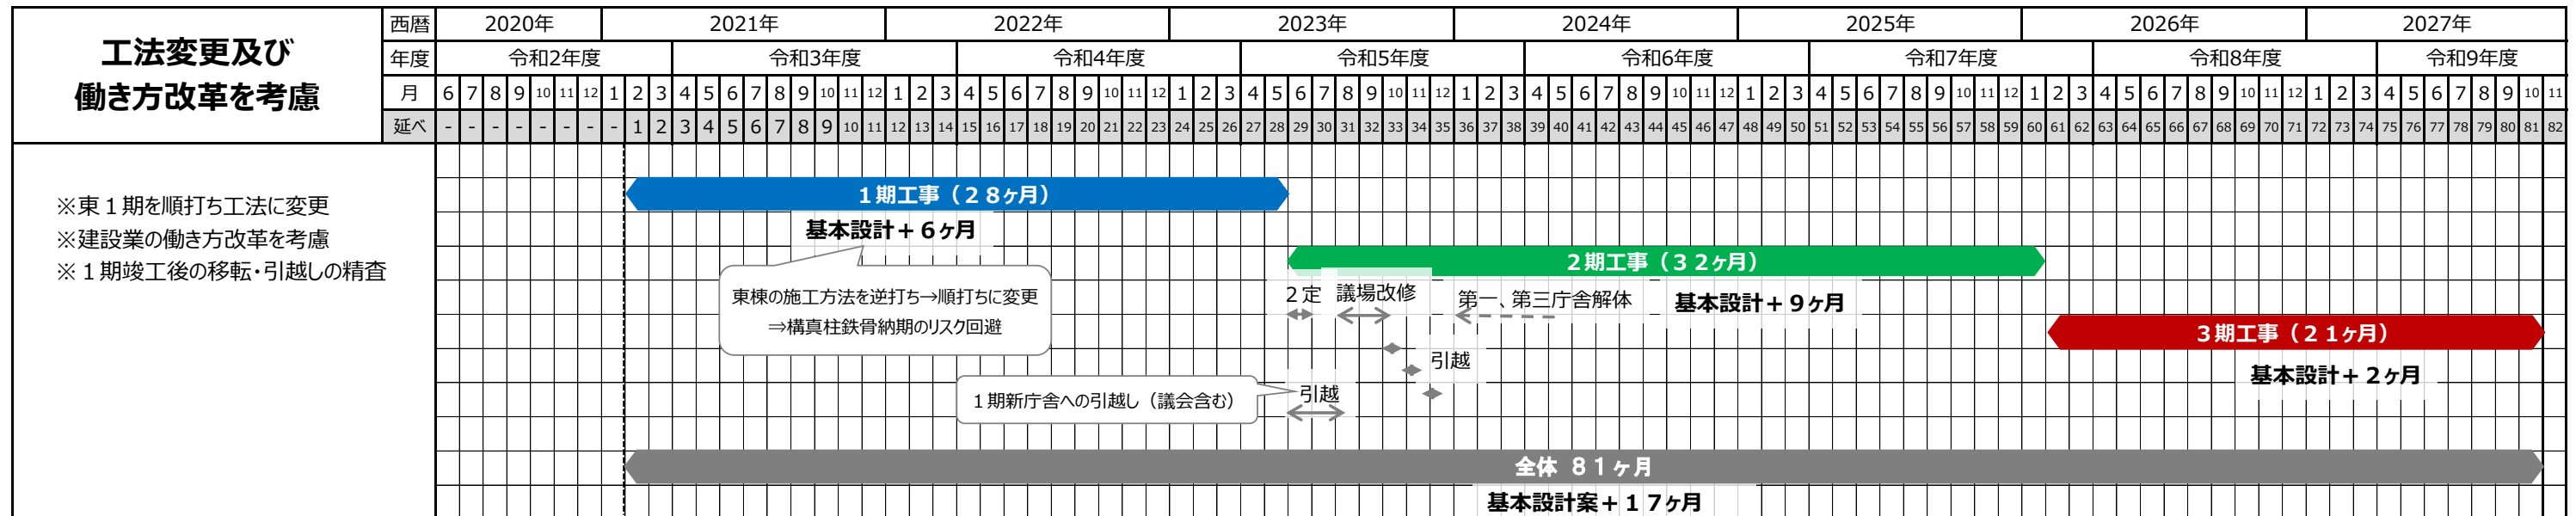 工法変更及び
働き方改革を考慮
西暦 2020年 2021年 2022年 2023年 2024年 2025年 2026年 2027年
年度 令和2年度 令和3年度 令和4年度 令和5年度 令和6年度 令和7年度 令和8年度 令和9年度
月 6 7 8 9 10 11 12 1 2 3 4 5 6 7 8 9 10 11 12 1 2 3 4 5 6 7 8 9 10 11 12 1 2 3 4 5 6 7 8 9 10 11 12 1 2 3 4 5 6 7 8 9 10 11 12 1 2 3 4 5 6 7 8 9 10 11 12 1 2 3 4 5 6 7 8 9 10 11 12 1 2 3 4 5 6 7 8 9 10 11
延べ - - - - - - - - 1 2 3 4 5 6 7 8 9 10 11 12 13 14 15 16 17 18 19 20 21 22 23 24 25 26 27 28 29 30 31 32 33 34 35 36 37 38 39 40 41 42 43 44 45 46 47 48 49 50 51 52 53 54 55 56 57 58 59 60 61 62 63 64 65 66 67 68 69 70 71 72 73 74 75 76 77 78 79 80 81 82
※東１期を順打ち工法に変更
※建設業の働き方改革を考慮
※１期竣工後の移転・引越しの精査
１期工事（２８ヶ月）
基本設計＋６ヶ月
東棟の施工方法を逆打ち→順打ちに変更
⇒構真柱鉄骨納期のリスク回避
２期工事（３２ヶ月）
２定 議場改修 第一、第三庁舎解体 基本設計＋９ヶ月
３期工事（２１ヶ月）
引越
基本設計＋２ヶ月
１期新庁舎への引越し（議会含む）
引越
全体 ８１ヶ月
基本設計案＋１７ヶ月